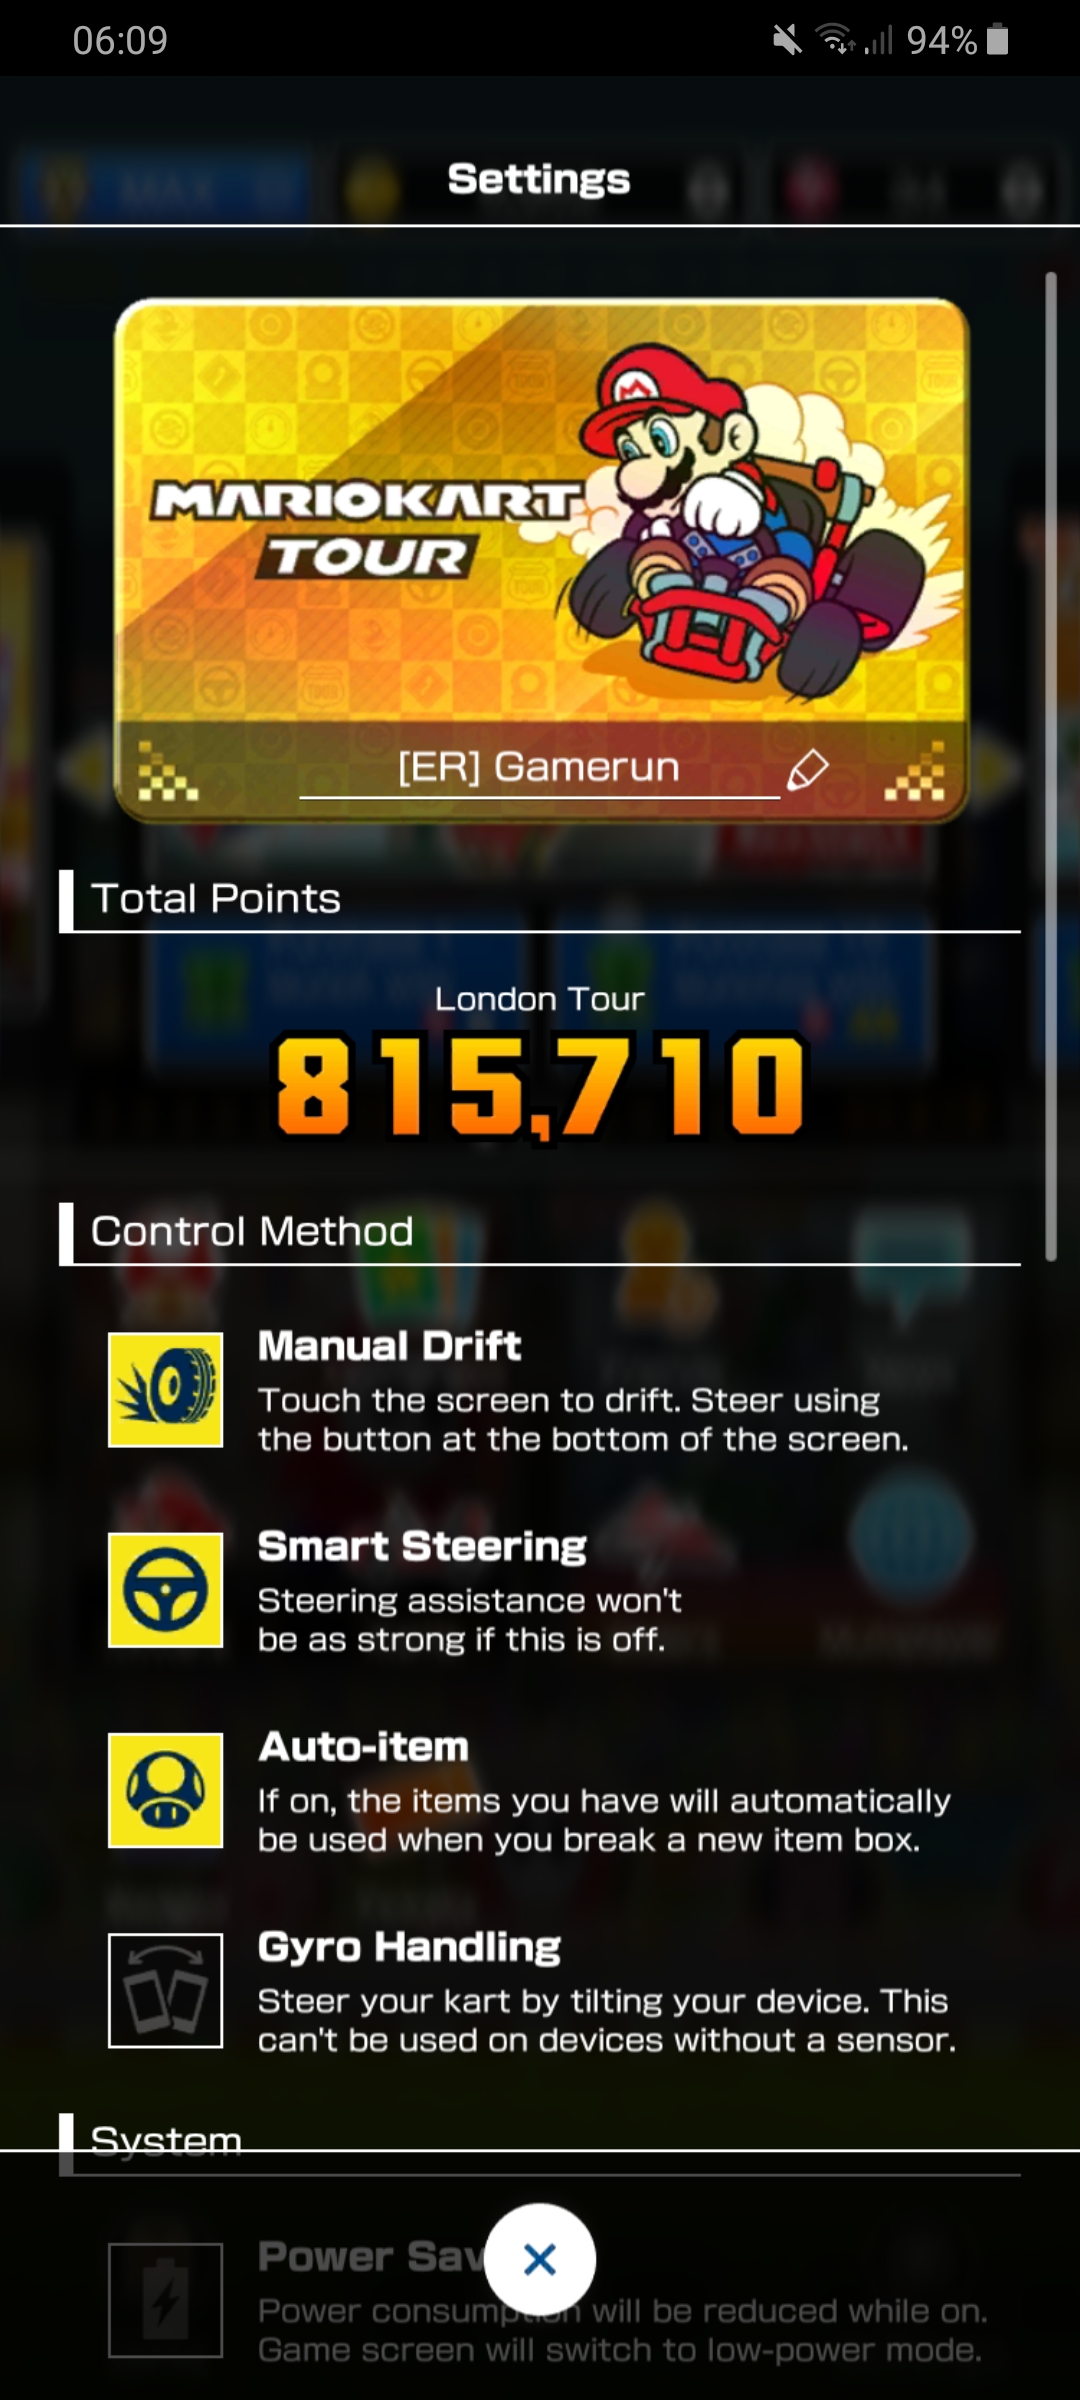 06:09
94%
Settings
MARIOKART
TOUR
[ER] Gamerun
Total Points
London Tour
815,710
Control Method
Manual Drift
Touch the screen to drift. Steer using
the button at the bottom of the screen.
Smart Steering
Steering assistance won't
be as strong if this is off.
Auto-item
If on, the items you have will automatically
be used when you break a new item box.
Gyro Handling
Steer your kart by tilting your device. This
can't be used on devices without a sensor.
System
Power Sav
Power consumption will be reduced while on.
Game screen will switch to low-power mode.